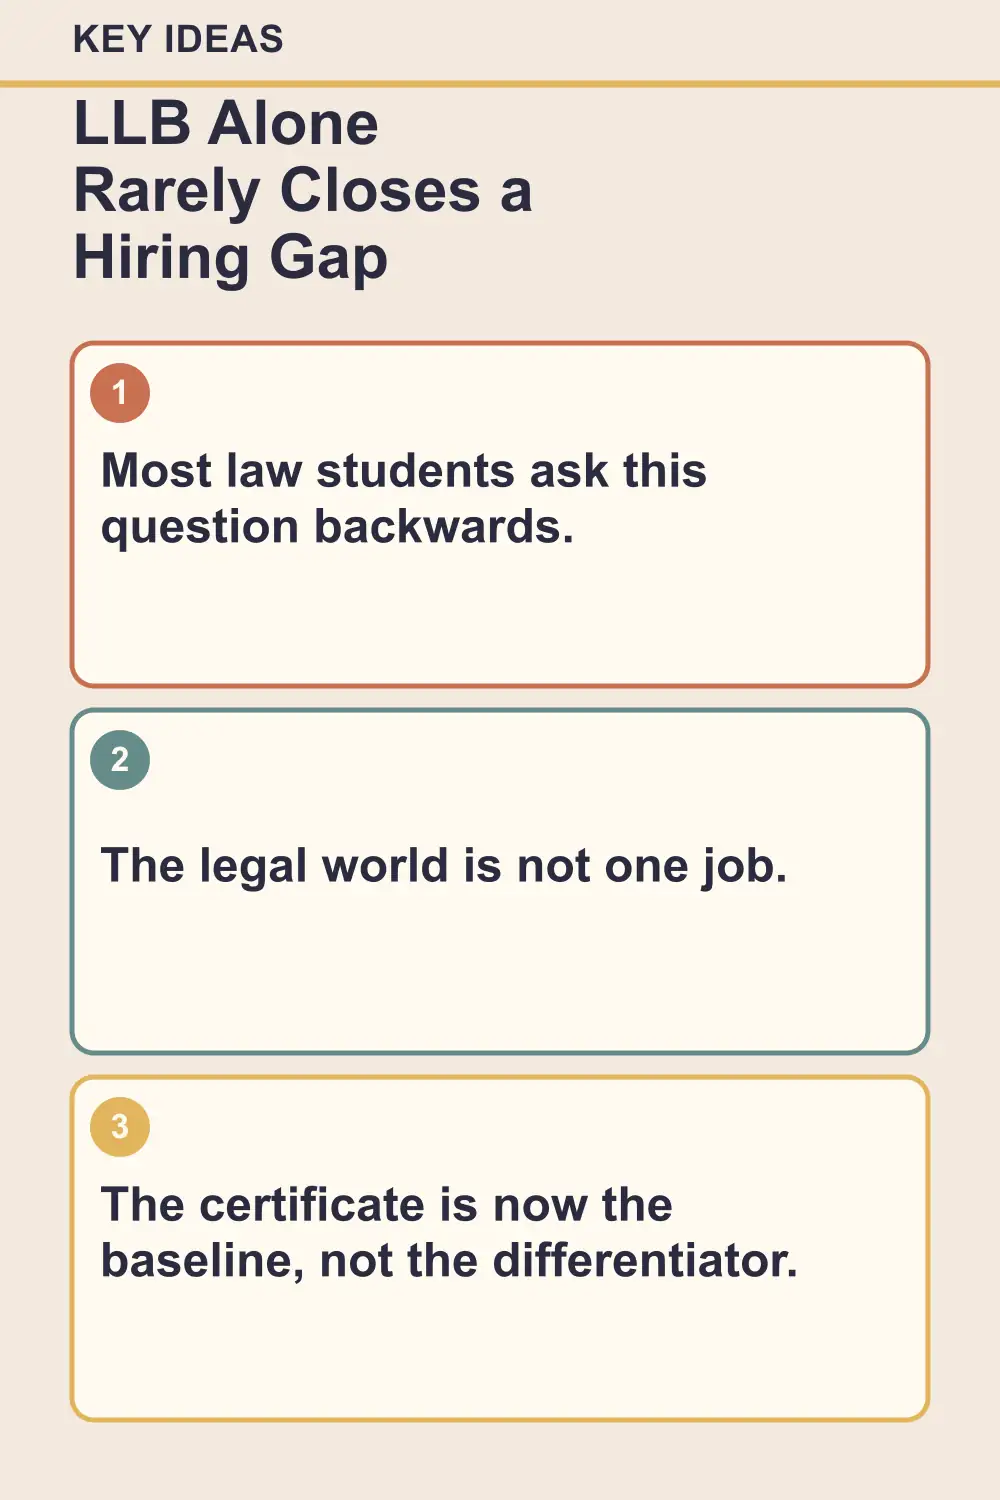 KEY IDEAS
LLB Alone
Rarely Closes a
Hiring Gap
1
Most law students ask this
question backwards.
2
The legal world is not one job.
3
The certificate is now the
baseline, not the differentiator.